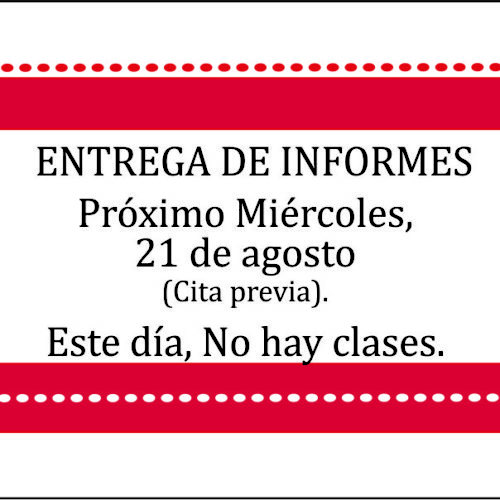 ENTREGA DE INFORMES
Próximo Miércoles,
21 de agosto
(Cita previa).
Este día, No hay clases.